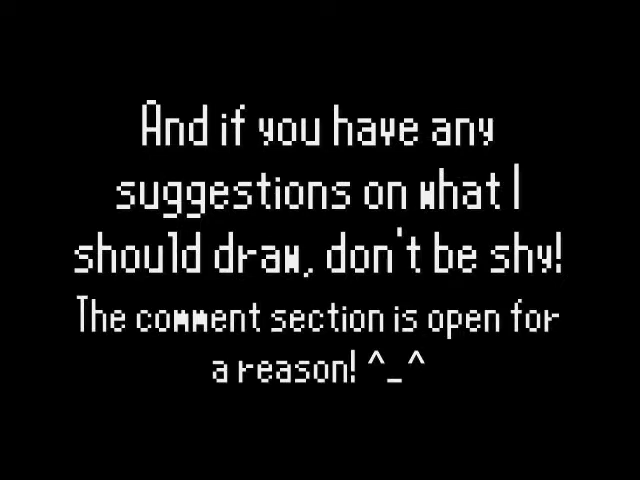 And if you have any
suggestions on what I
should draw, don't be shy!
The comment section is open for
a reason! ^_^